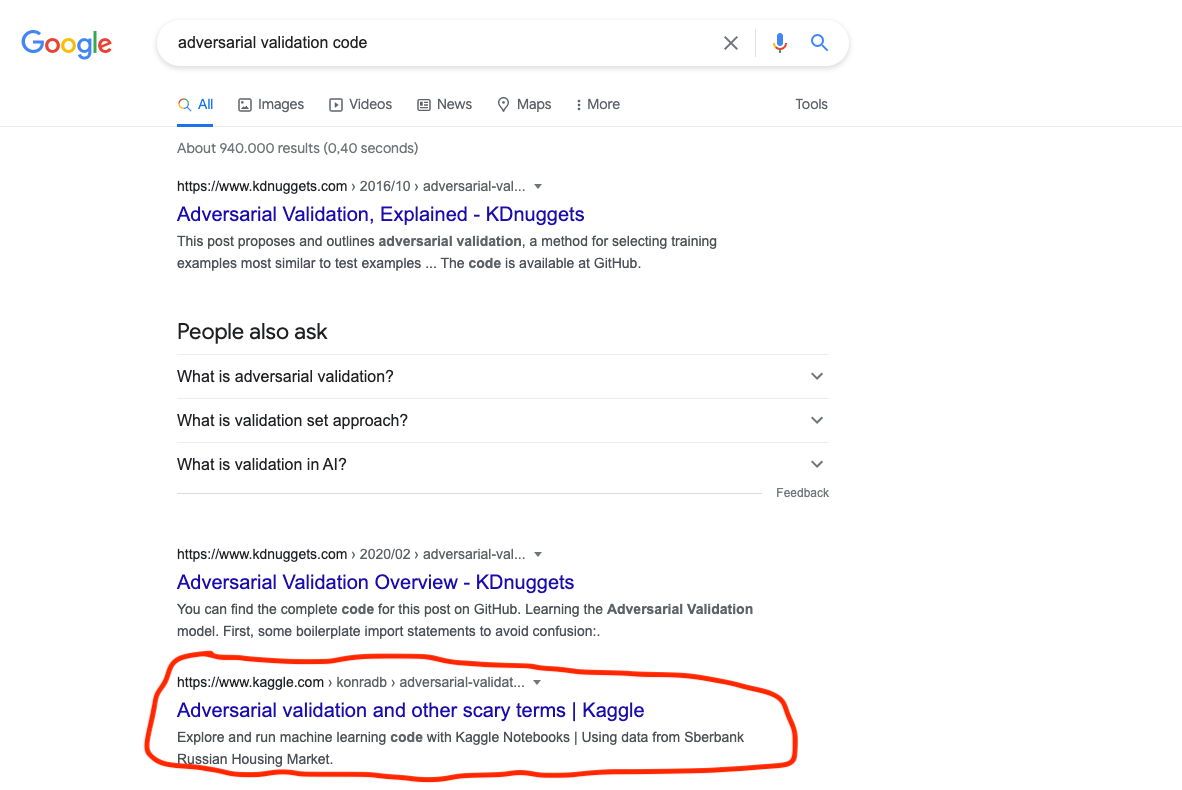 Google
adversarial validation code
All Images Videos News Maps More Tools
About 940.000 results (0,40 seconds)
https://www.kdnuggets.com › 2016/10 › adversarial-val...
Adversarial Validation, Explained - KDnuggets
This post proposes and outlines adversarial validation, a method for selecting training
examples most similar to test examples ... The code is available at GitHub.
People also ask
What is adversarial validation?
What is validation set approach?
What is validation in AI?
Feedback
https://www.kdnuggets.com › 2020/02 › adversarial-val...
Adversarial Validation Overview - KDnuggets
You can find the complete code for this post on GitHub. Learning the Adversarial Validation
model. First, some boilerplate import statements to avoid confusion:.
https://www.kaggle.com › konradb › adversarial-validat...
Adversarial validation and other scary terms | Kaggle
Explore and run machine learning code with Kaggle Notebooks | Using data from Sberbank
Russian Housing Market.